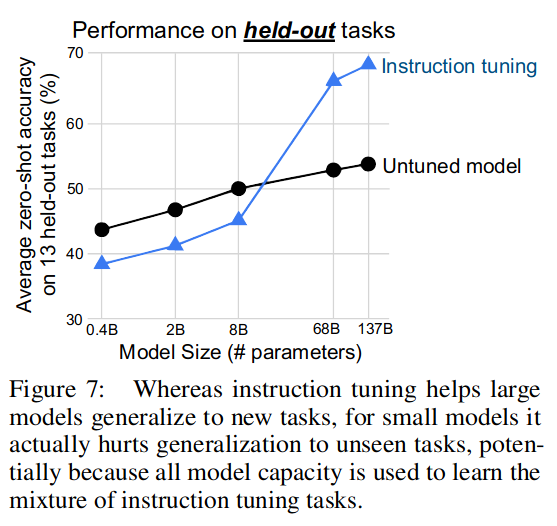 Performance on held-out tasks
Average zero-shot accuracy
on 13 held-out tasks (%)
70
60
50
40
30
Instruction tuning
Untuned model
0.4B 2B 8B 68B 137B
Model Size (# parameters)
Figure 7: Whereas instruction tuning helps large
models generalize to new tasks, for small models it
actually hurts generalization to unseen tasks, poten-
tially because all model capacity is used to learn the
mixture of instruction tuning tasks.